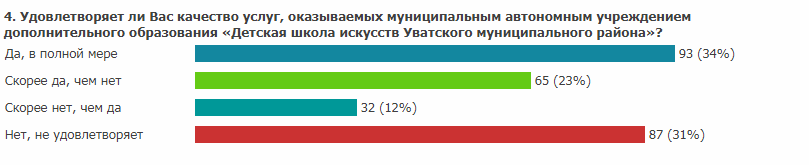 4. Удовлетворяет ли Вас качество услуг, оказываемых муниципальным автономным учреждением
дополнительного образования «Детская школа искусств Уватского муниципального района»?
Да, в полной мере 93 (34%)
Скорее да, чем нет 65 (23%)
Скорее нет, чем да 32 (12%)
Нет, не удовлетворяет 87 (31%)